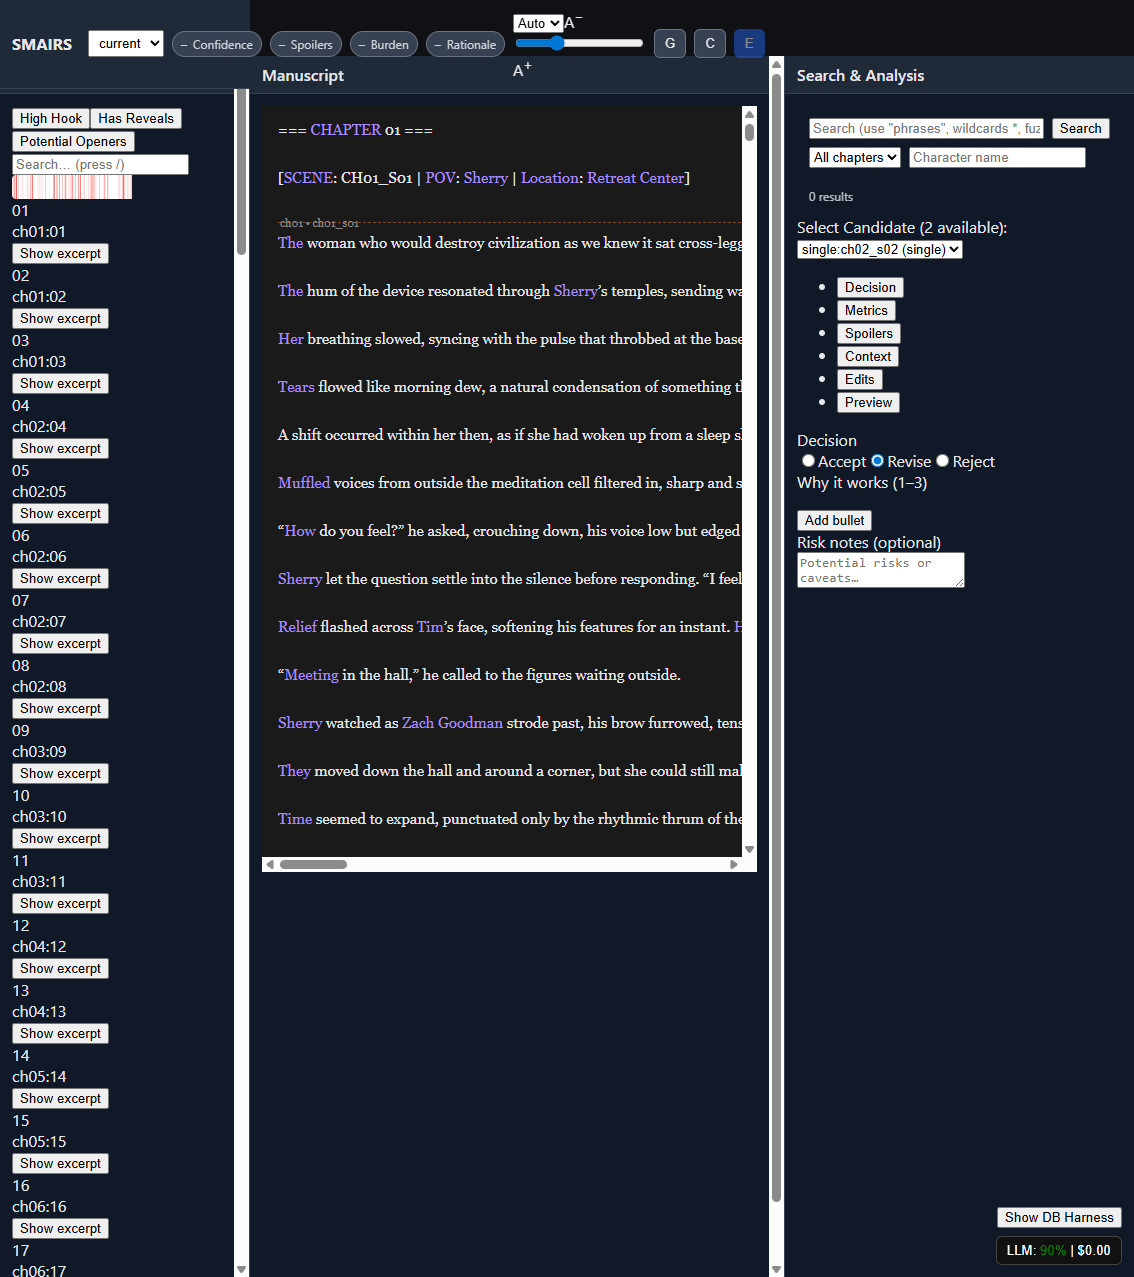 SMAIRS
current
– Confidence
– Spoilers
– Burden
– Rationale
Auto
A−
A+
G
C
E
High Hook
Has Reveals
Potential Openers
Search… (press /)
01
ch01:01
Show excerpt
02
ch01:02
Show excerpt
03
ch01:03
Show excerpt
04
ch02:04
Show excerpt
05
ch02:05
Show excerpt
06
ch02:06
Show excerpt
07
ch02:07
Show excerpt
08
ch02:08
Show excerpt
09
ch03:09
Show excerpt
10
ch03:10
Show excerpt
11
ch03:11
Show excerpt
12
ch04:12
Show excerpt
13
ch04:13
Show excerpt
14
ch05:14
Show excerpt
15
ch05:15
Show excerpt
16
ch06:16
Show excerpt
17
ch06:17
Manuscript
=== CHAPTER 01 ===
[SCENE: CH01_S01 | POV: Sherry | Location: Retreat Center]
ch01 • ch01_s01
The woman who would destroy civilization as we knew it sat cross-legg
The hum of the device resonated through Sherry’s temples, sending wa
Her breathing slowed, syncing with the pulse that throbbed at the base
Tears flowed like morning dew, a natural condensation of something th
A shift occurred within her then, as if she had woken up from a sleep s
Muffled voices from outside the meditation cell filtered in, sharp and s
“How do you feel?” he asked, crouching down, his voice low but edged
Sherry let the question settle into the silence before responding. “I feel
Relief flashed across Tim’s face, softening his features for an instant. H
“Meeting in the hall,” he called to the figures waiting outside.
Sherry watched as Zach Goodman strode past, his brow furrowed, tens
They moved down the hall and around a corner, but she could still mal
Time seemed to expand, punctuated only by the rhythmic thrum of the
Search & Analysis
Search (use "phrases", wildcards *, fuz
Search
All chapters
Character name
0 results
Select Candidate (2 available):
single:ch02_s02 (single)
Decision
Metrics
Spoilers
Context
Edits
Preview
Decision
Accept Revise Reject
Why it works (1–3)
Add bullet
Risk notes (optional)
Potential risks or
caveats…
Show DB Harness
LLM: 90% | $0.00